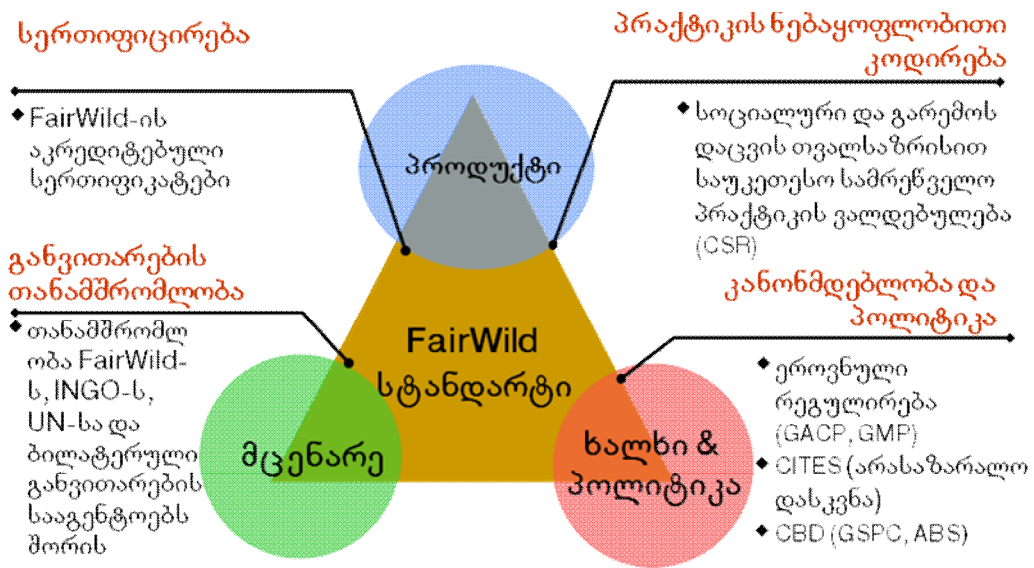 სერთიფიცირება
FairWild-ის
აკრედიტებული
სერთიფიკატები
პრაქტიკის ნებაყოფლობითი
კოდირება
სოციალური და გარემოს
დაცვის თვალსაზრისით
საუკეთესო სამრეწველო
პრაქტიკის ვალდებულება
(CSR)
პროდუქტი
განვითარების
თანამშრომლობა
თანამშრომლ
ობა FairWild-
ს, INGO-ს,
UN-სა და
ბილატერული
განვითარების
სააგენტოებს
შორის
FairWild
სტანდარტი
მცენარე
ხალხი &
პოლიტიკა
კანონმდებლობა და
პოლიტიკა
ეროვნული
რეგულირება
(GACP, GMP)
CITES (არასაზარალო
დასკვნა)
CBD (GSPC, ABS)